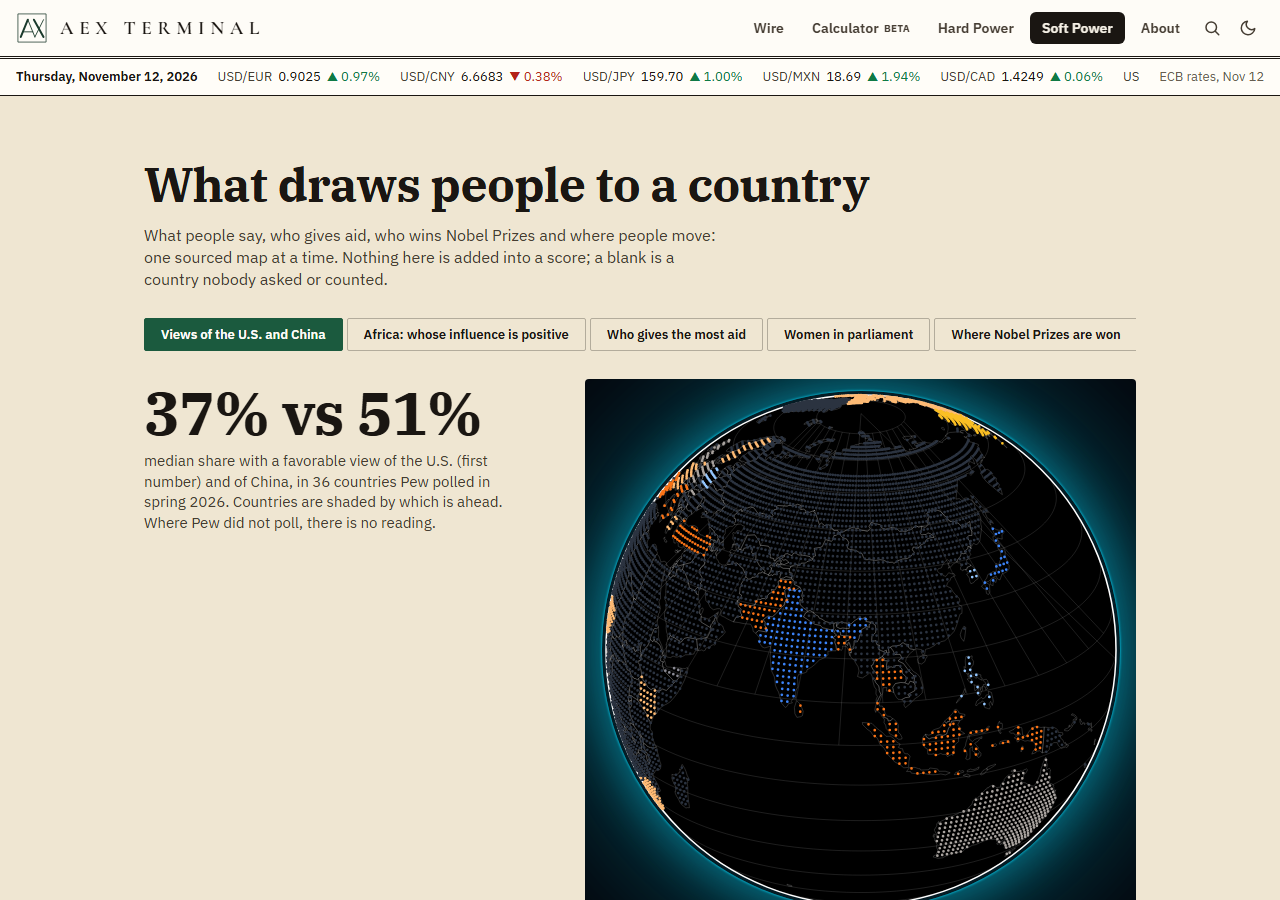 AX AEX TERMINAL
Wire Calculator BETA Hard Power Soft Power About
Thursday, November 12, 2026 USD/EUR 0.9025 ▲ 0.97% USD/CNY 6.6683 ▼ 0.38% USD/JPY 159.70 ▲ 1.00% USD/MXN 18.69 ▲ 1.94% USD/CAD 1.4249 ▲ 0.06% US ECB rates, Nov 12
What draws people to a country
What people say, who gives aid, who wins Nobel Prizes and where people move:
one sourced map at a time. Nothing here is added into a score; a blank is a
country nobody asked or counted.
Views of the U.S. and China Africa: whose influence is positive Who gives the most aid Women in parliament Where Nobel Prizes are won
37% vs 51%
median share with a favorable view of the U.S. (first
number) and of China, in 36 countries Pew polled in
spring 2026. Countries are shaded by which is ahead.
Where Pew did not poll, there is no reading.